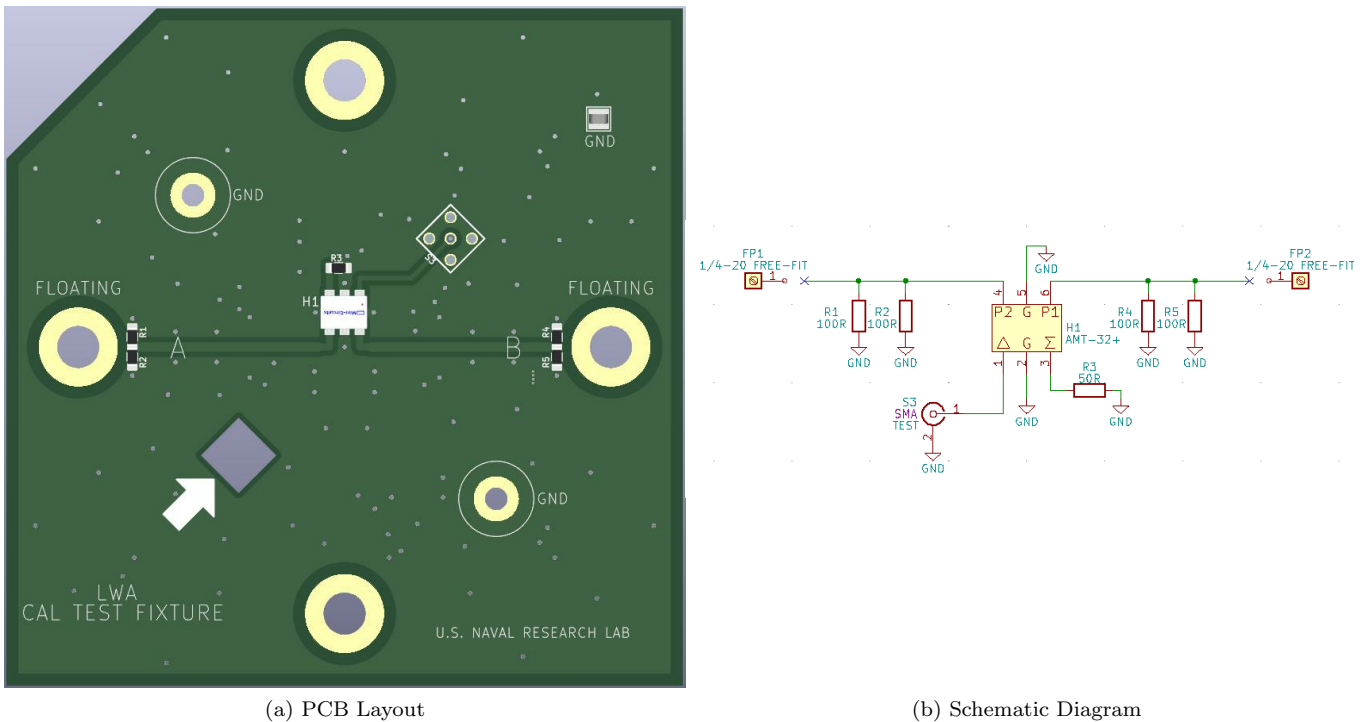 GND
GND
S3
R3
FLOATING
H1
Mini-Circuits
FLOATING
R1
R2
A
B
R4
R5
GND
LWA
CAL TEST FIXTURE
U.S. NAVAL RESEARCH LAB
(a) PCB Layout
FP1
1/4-20 FREE-FIT
1
GND
FP2
1/4-20 FREE-FIT
1
4
5
6
R1
100R
R2
100R
P2 G P1
H1
AMT-32+
R4
100R
R5
100R
GND
GND
GND
GND
Δ G Σ
1
2
3
R3
50R
S3
SMA
TEST
1
2
GND
GND
GND
(b) Schematic Diagram